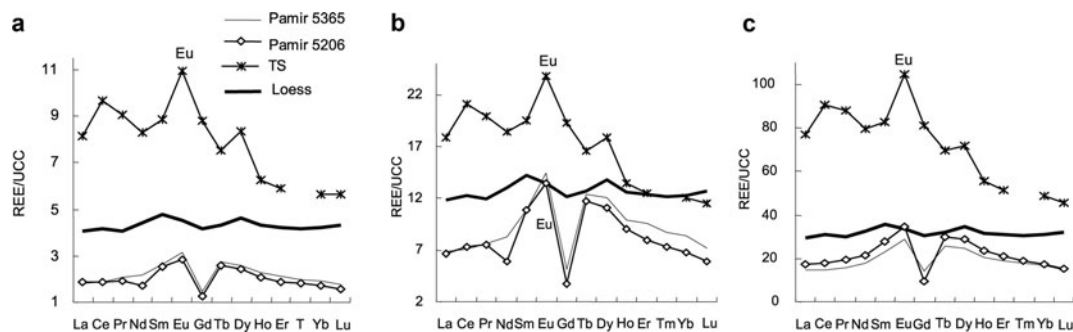 a
Pamir 5365
Pamir 5206
TS
Loess
Eu
REE/UCC
11
9
7
5
3
1
La Ce Pr Nd Sm Eu Gd Tb Dy Ho Er T Yb Lu
b
Eu
REE/UCC
22
17
12
7
2
Eu
La Ce Pr Nd Sm Eu Gd Tb Dy Ho Er Tm Yb Lu
c
Eu
REE/UCC
100
80
60
40
20
0
La Ce Pr Nd Sm Eu Gd Tb Dy Ho Er Tm Yb Lu